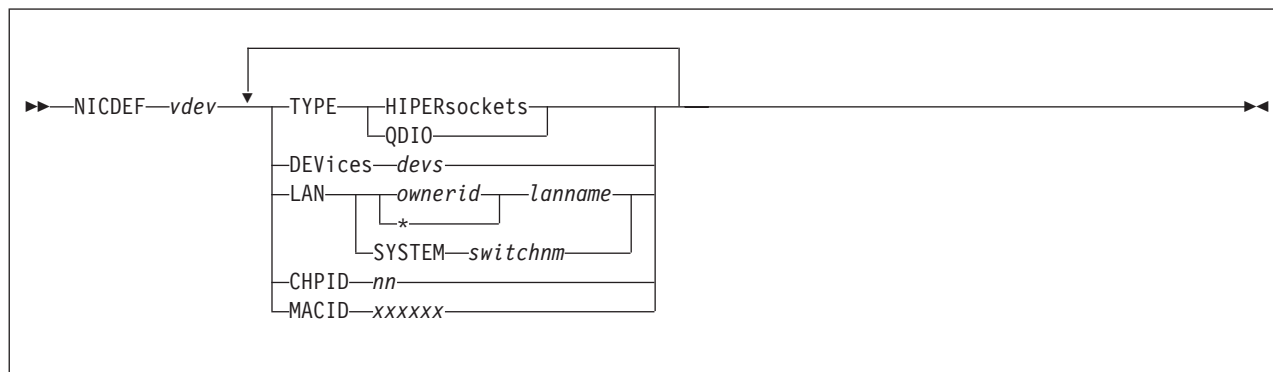 NICDEF vdev TYPE HIPERsockets
QDIO
DEVices devs
LAN ownerid lanname
*
SYSTEM switchnm
CHPID nn
MACID xxxxxx